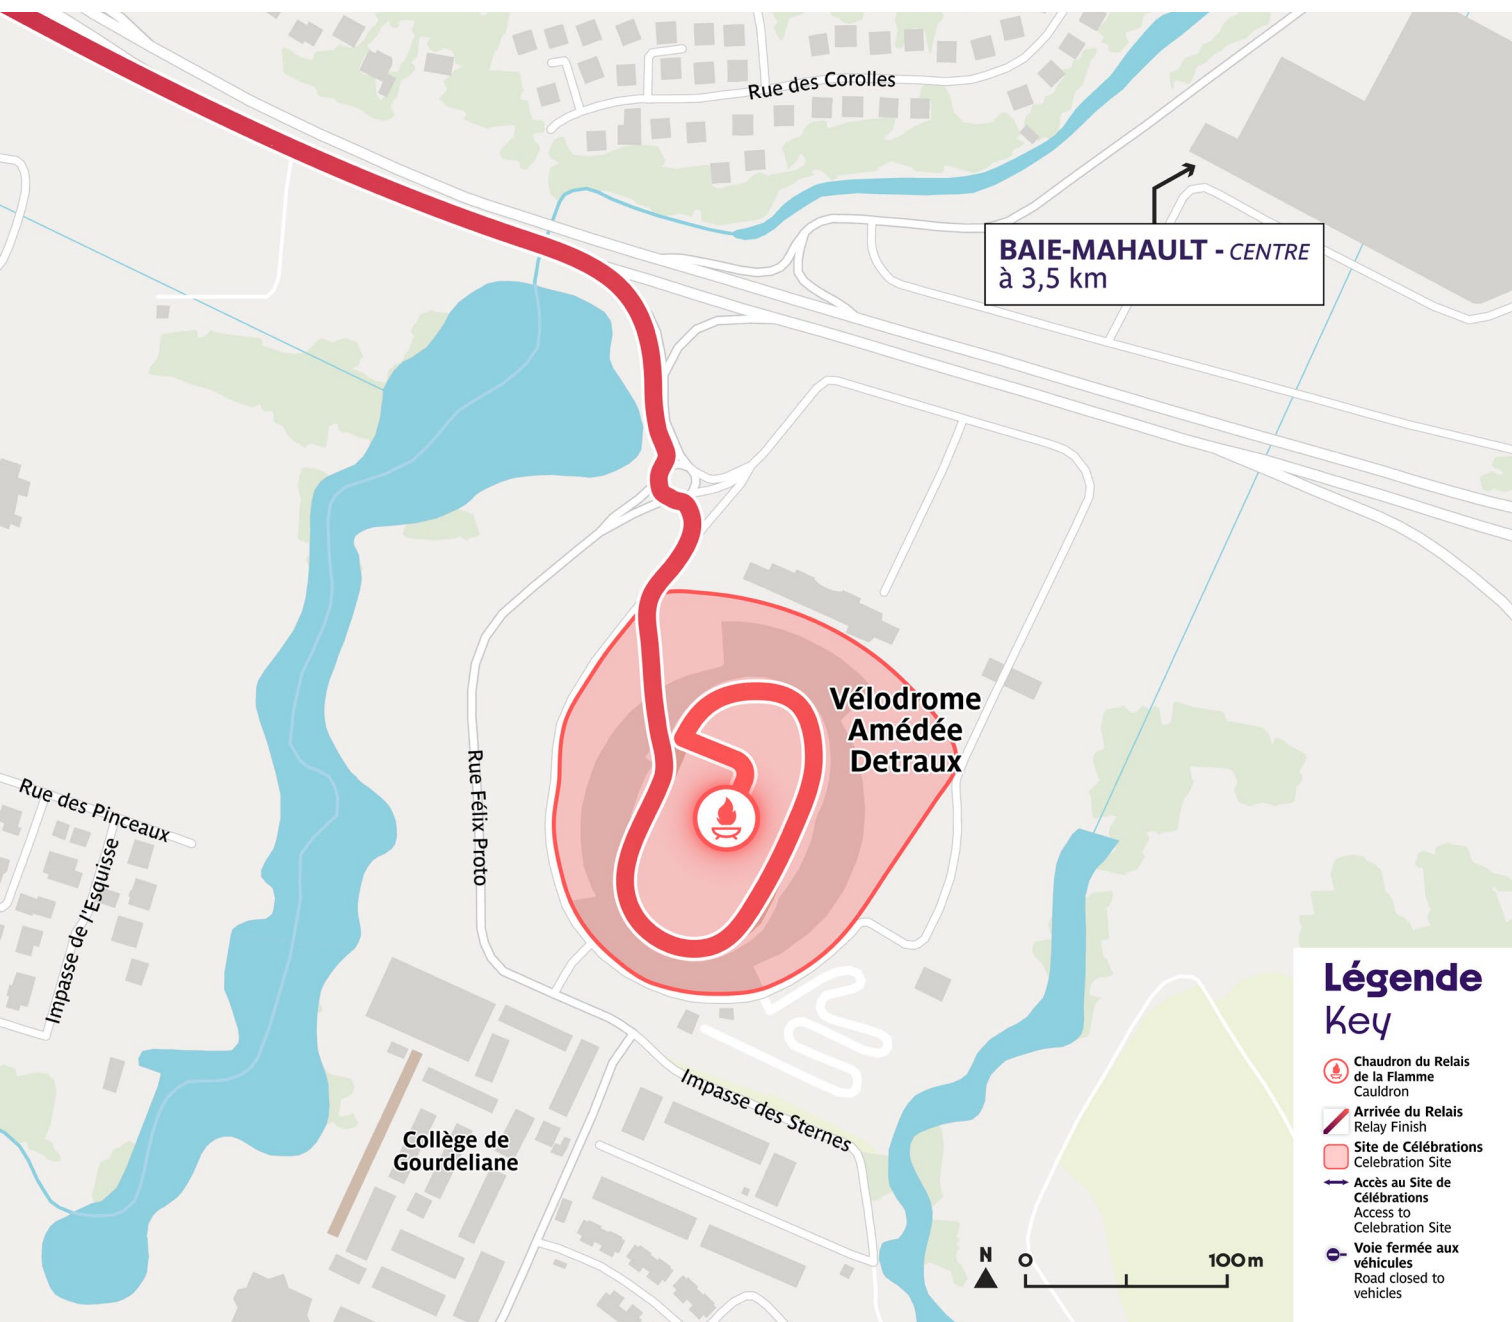 Rue des Corolles
BAIE-MAHAULT - CENTRE
à 3,5 km
Vélodrome
Amédée
Detraux
Rue Félix Proto
Rue des Pinceaux
Impasse de l'Esquisse
Impasse des Sternes
Collège de
Gourdeliane
N
0
100 m
Légende
Key
Chaudron du Relais
de la Flamme
Cauldron
Arrivée du Relais
Relay Finish
Site de Célébrations
Celebration Site
Accès au Site de
Célébrations
Access to
Celebration Site
Voie fermée aux
véhicules
Road closed to
vehicles